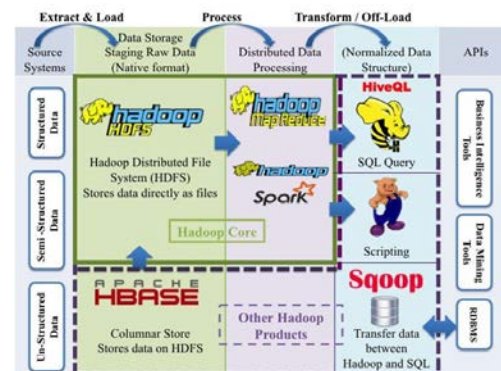 Extract & Load
Process
Transform / Off-Load
Source
Systems
Data Storage
Staging Raw Data
(Native format)
Distributed Data
Processing
(Normalized Data
Structure)
APIs
Structured
Data
Semi-Structured
Data
Un-Structured
Data
hadoop
HDFS
Hadoop Distributed File
System (HDFS)
Stores data directly as files
Hadoop Core
hadoop
Map Reduce
hadoop
Spark
HiveQL
SQL Query
Scripting
APACHE
HBASE
Columnar Store
Stores data on HDFS
Other Hadoop
Products
Sqoop
Transfer data
between
Hadoop and SQL
Business Intelligence
Tools
Data Mining
Tools
RDBMS